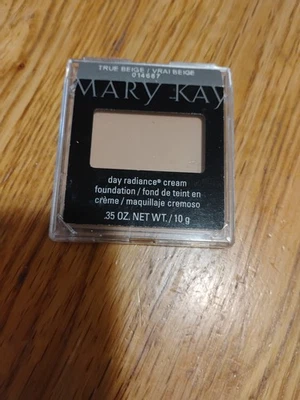 TRUE BEIGE / VRAI BEIGE
014667
MARY KAY
day radiance® cream
foundation / fond de teint en
crème / maquillaje cremoso
.35 OZ. NET WT. / 10 g